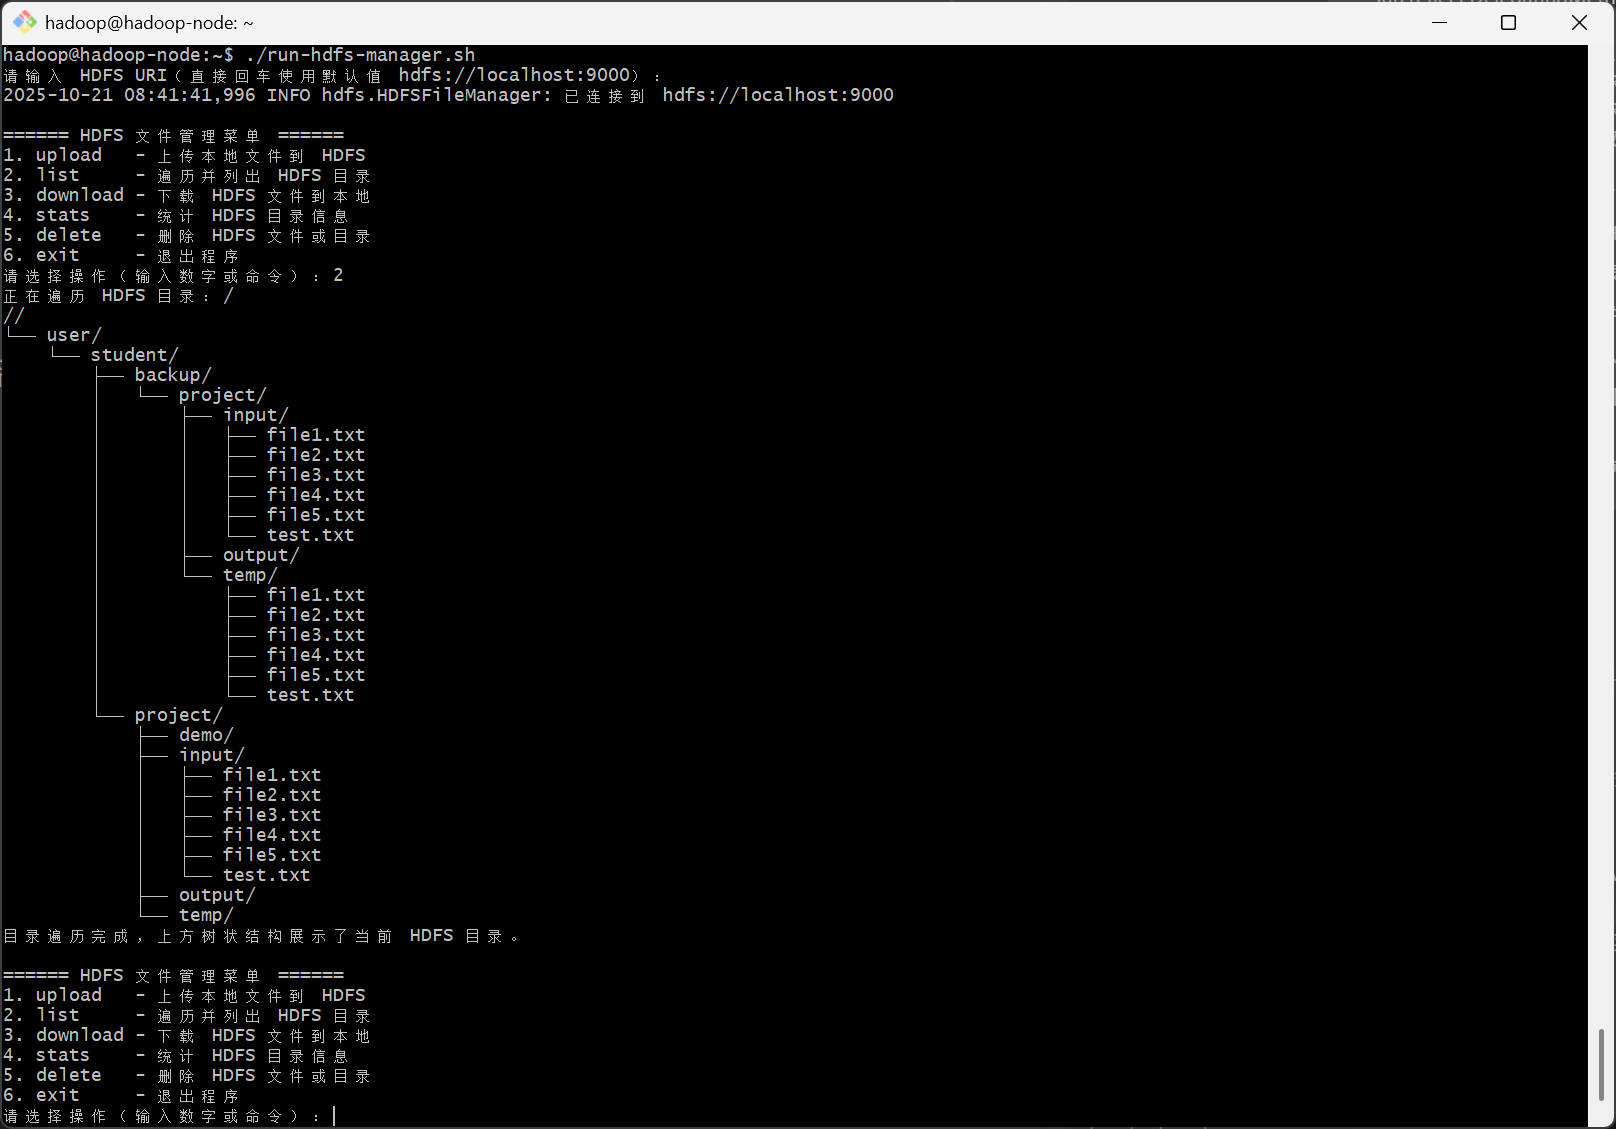 hadoop@hadoop-node: ~
hadoop@hadoop-node:~$ ./run-hdfs-manager.sh
请输入 HDFS URI（直接回车使用默认值 hdfs://localhost:9000）：
2025-10-21 08:41:41,996 INFO hdfs.HDFSFileManager: 已连接到 hdfs://localhost:9000

====== HDFS 文件管理菜单 ======
1. upload   - 上传本地文件到 HDFS
2. list     - 遍历并列出 HDFS 目录
3. download - 下载 HDFS 文件到本地
4. stats    - 统计 HDFS 目录信息
5. delete   - 删除 HDFS 文件或目录
6. exit     - 退出程序
请选择操作（输入数字或命令）：2
正在遍历 HDFS 目录：/
//
└── user/
    └── student/
        ├── backup/
        │   └── project/
        │       ├── input/
        │       │   ├── file1.txt
        │       │   ├── file2.txt
        │       │   ├── file3.txt
        │       │   ├── file4.txt
        │       │   ├── file5.txt
        │       │   └── test.txt
        │       ├── output/
        │       └── temp/
        │           ├── file1.txt
        │           ├── file2.txt
        │           ├── file3.txt
        │           ├── file4.txt
        │           ├── file5.txt
        │           └── test.txt
        └── project/
            ├── demo/
            ├── input/
            │   ├── file1.txt
            │   ├── file2.txt
            │   ├── file3.txt
            │   ├── file4.txt
            │   ├── file5.txt
            │   └── test.txt
            ├── output/
            └── temp/
目录遍历完成，上方树状结构展示了当前 HDFS 目录。

====== HDFS 文件管理菜单 ======
1. upload   - 上传本地文件到 HDFS
2. list     - 遍历并列出 HDFS 目录
3. download - 下载 HDFS 文件到本地
4. stats    - 统计 HDFS 目录信息
5. delete   - 删除 HDFS 文件或目录
6. exit     - 退出程序
请选择操作（输入数字或命令）：